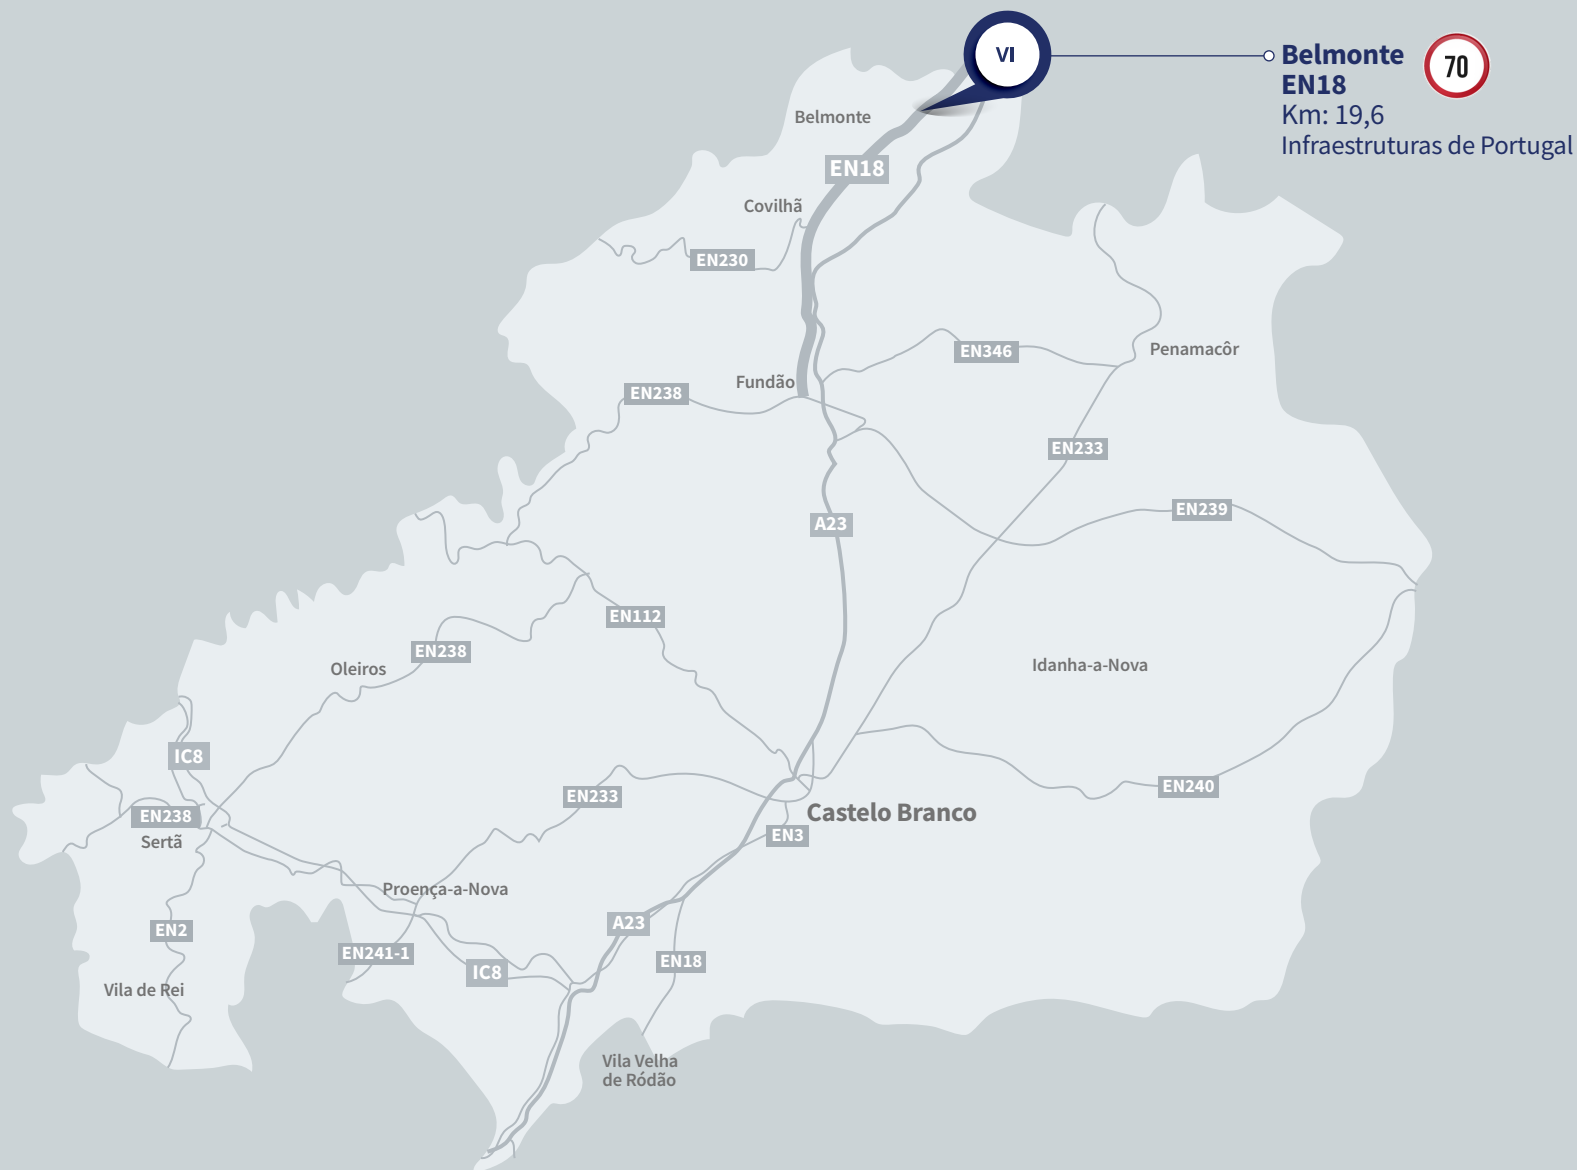 VI
Belmonte
EN18
70
Km: 19,6
Infraestruturas de Portugal
Belmonte
EN18
Covilhã
EN230
EN346
Penamacôr
Fundão
EN238
EN233
EN239
A23
EN112
EN238
Oleiros
Idanha-a-Nova
IC8
EN240
EN233
Castelo Branco
EN238
EN3
Sertã
Proença-a-Nova
A23
EN2
EN241-1
EN18
IC8
Vila de Rei
Vila Velha
de Ródão